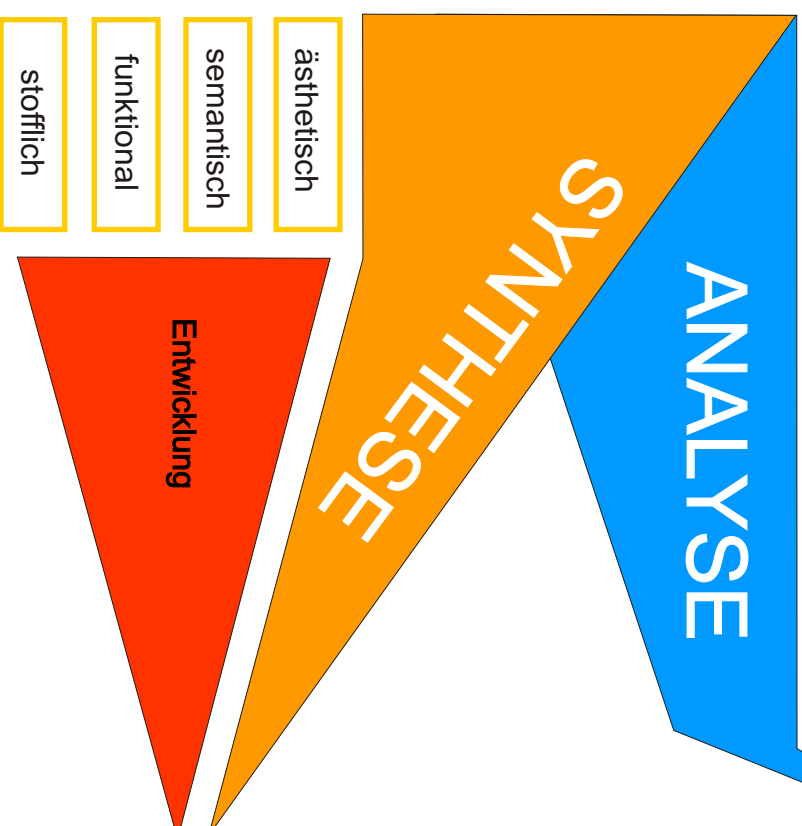 ANALYSE
SYNTHESE
ästhetisch
semantisch
funktional
stofflich
Entwicklung